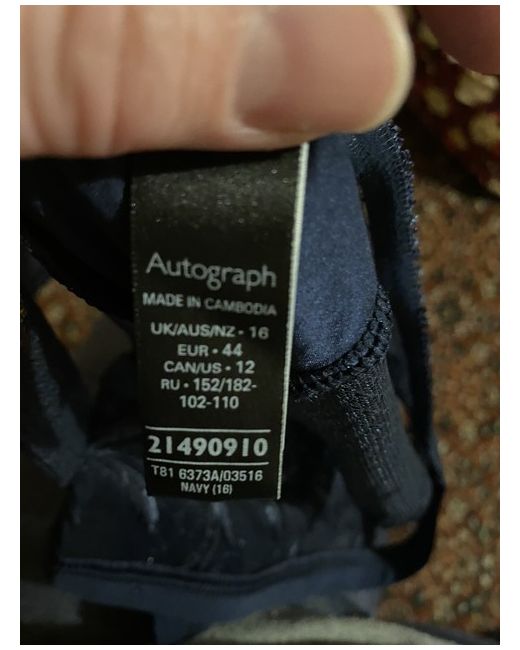 Autograph
MADE IN CAMBODIA
UK/AUS/NZ • 16
EUR • 44
CAN/US • 12
RU • 152/182-
102-110
21490910
T81 6373A/03516
NAVY (16)